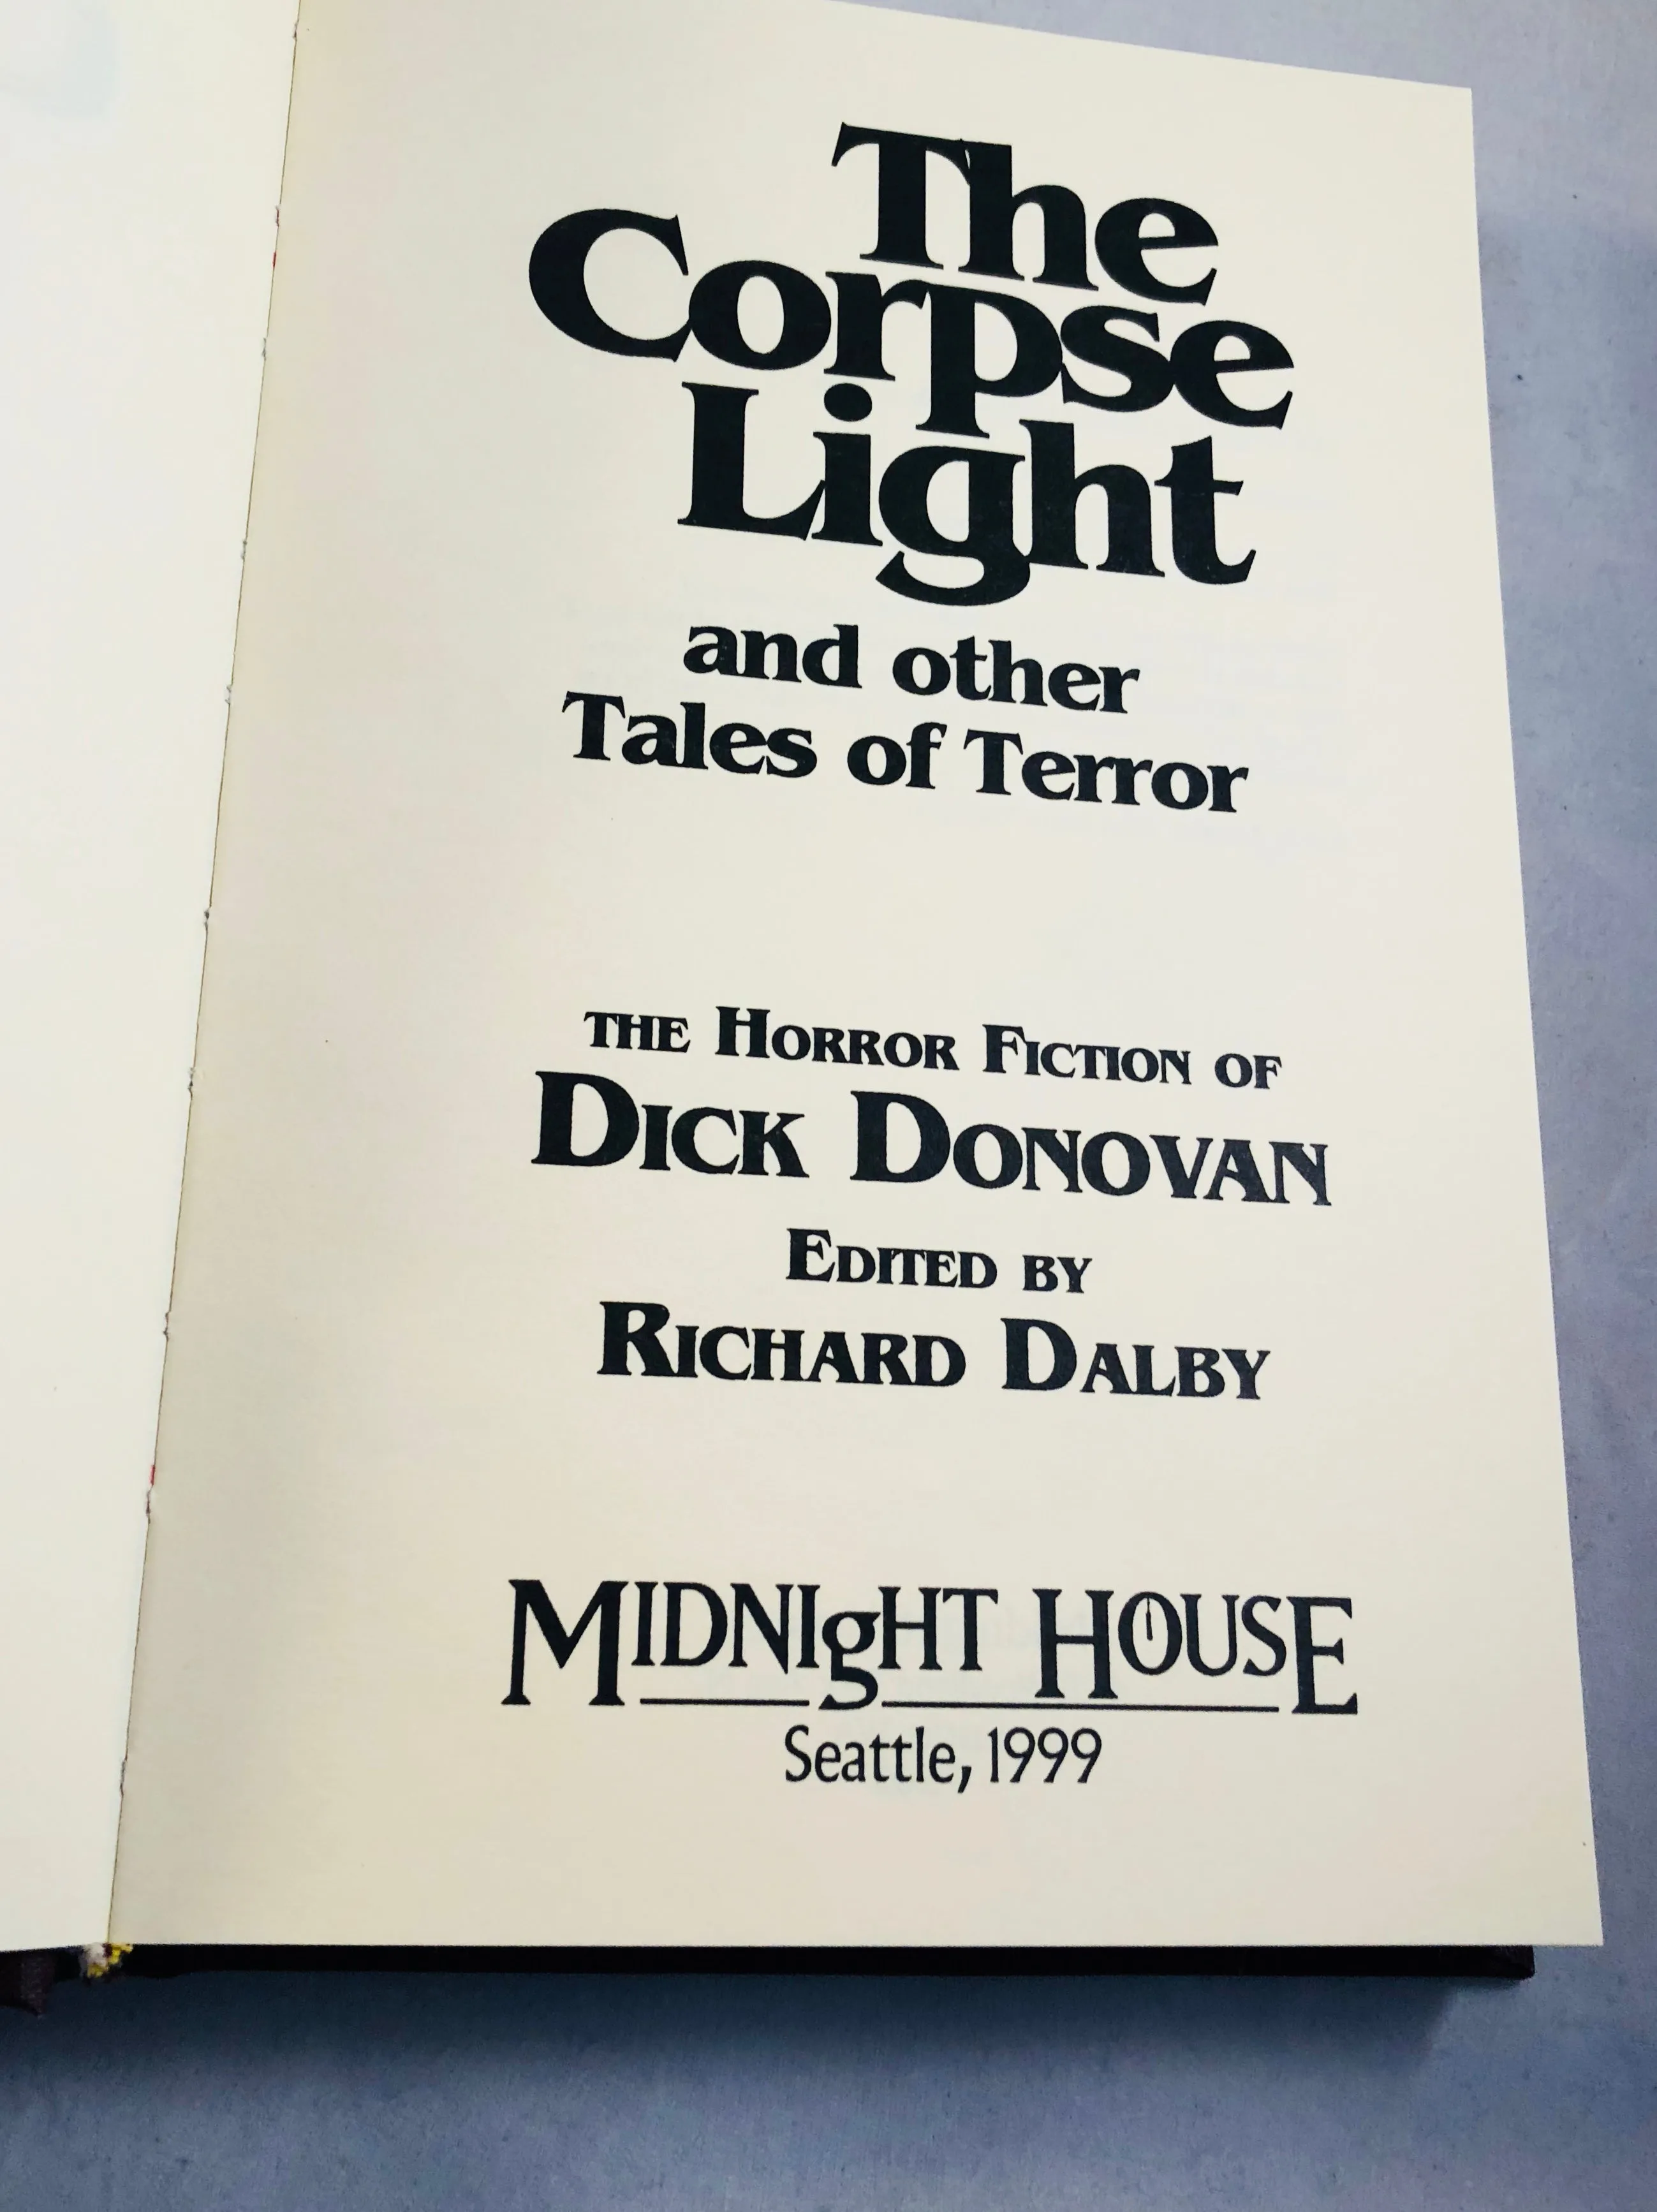 The
Corpse
Light
and other
Tales of Terror
THE HORROR FICTION OF
DICK DONOVAN
EDITED BY
RICHARD DALBY
MIDNIgHT HOUSE
Seattle, 1999